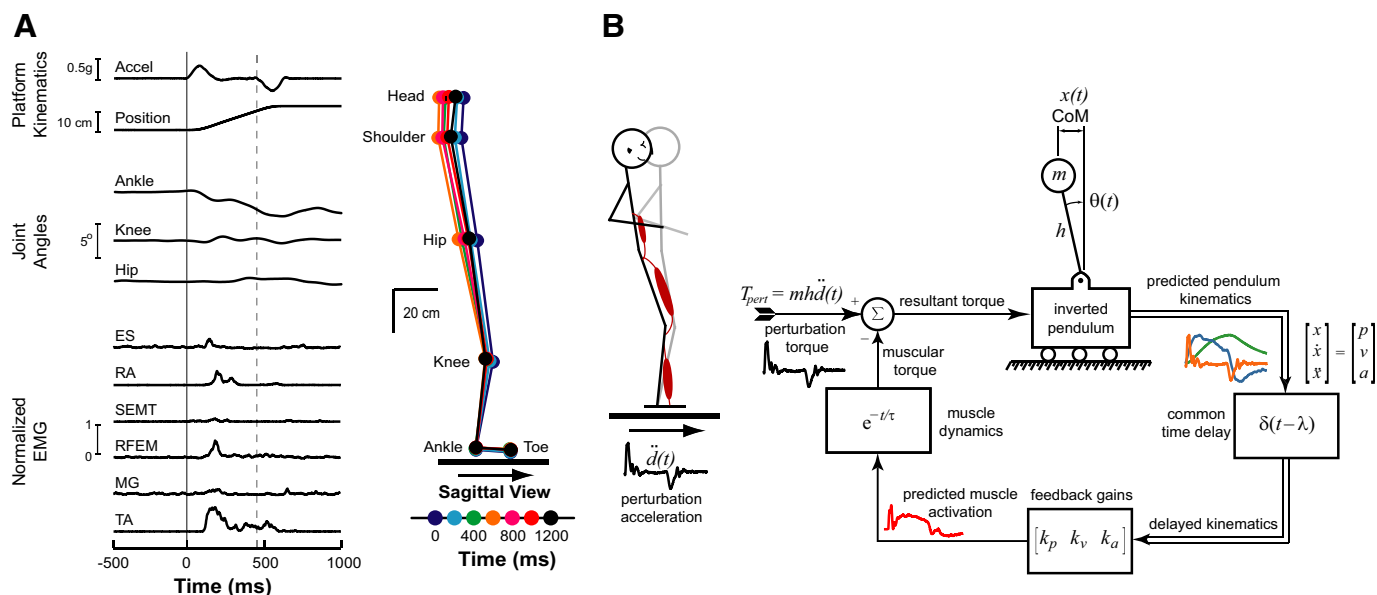 A
B
Platform
Kinematics
0.5g
Accel
10 cm
Position
Joint
Angles
Ankle
5°
Knee
Hip
Normalized
EMG
ES
RA
SEMT
1
RFEM
0
MG
TA
-500
0
500
1000
Time (ms)
Head
Shoulder
Hip
20 cm
Knee
Ankle
Toe
Sagittal View
0
400
800
1200
Time (ms)
d̈(t)
perturbation
acceleration
x(t)
CoM
m
θ(t)
h
T_pert = mhd̈(t)
+
Σ
−
resultant torque
perturbation
torque
muscular
torque
inverted
pendulum
predicted pendulum
kinematics
[x ẋ ẍ] = [p v a]
common
time delay
δ(t−λ)
e^−t/τ
muscle
dynamics
predicted muscle
activation
feedback gains
[k_p k_v k_a]
delayed kinematics